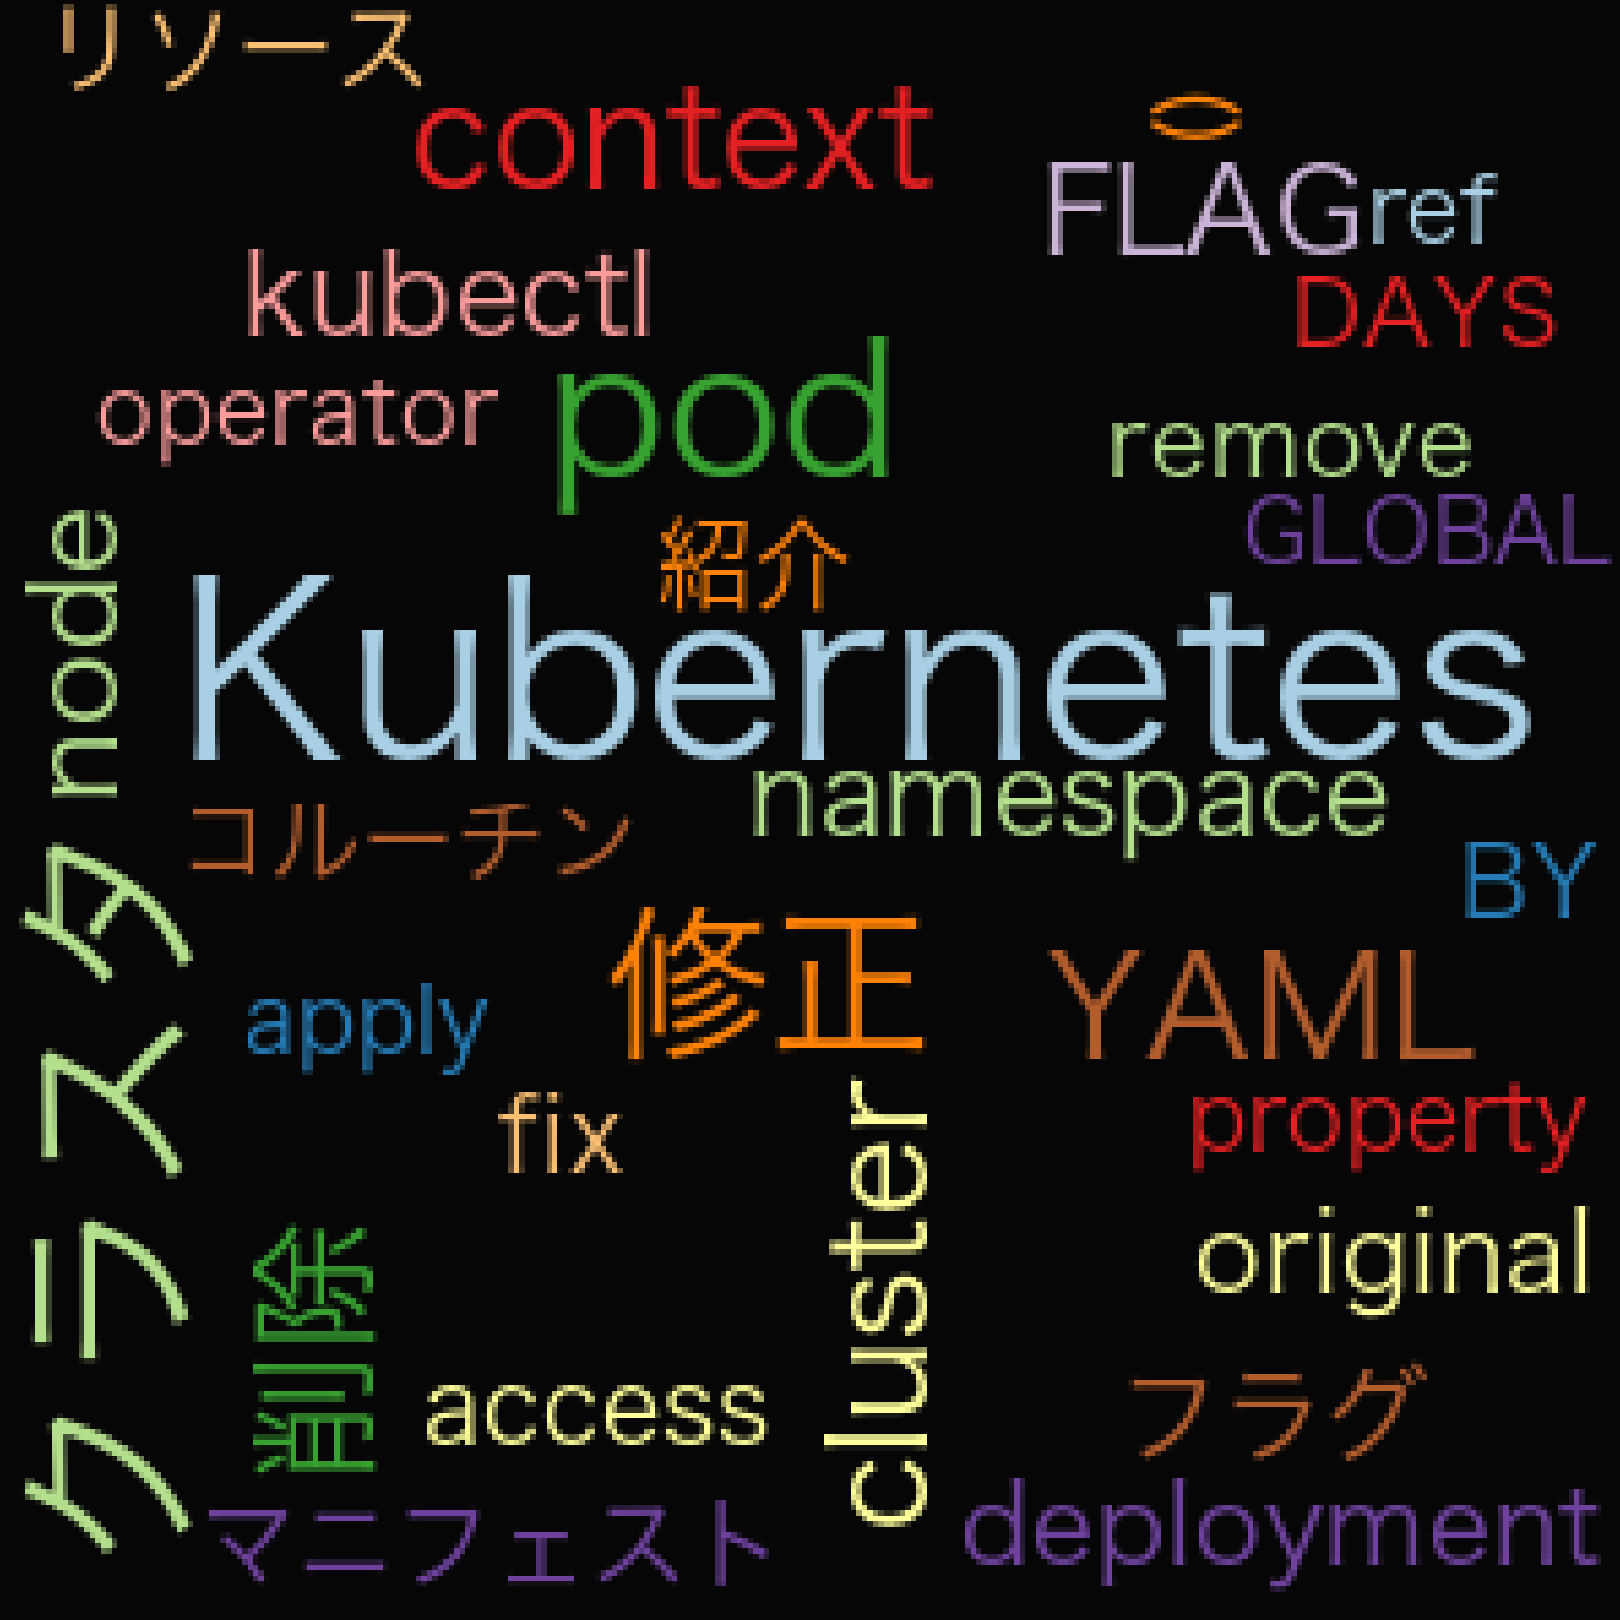 リソース
context
FLAG
ref
kubectl
DAYS
operator
pod
remove
GLOBAL
紹介
node
Kubernetes
namespace
コルーチン
BY
クラスタ
修正
YAML
apply
property
fix
cluster
original
削除
access
フラグ
マニフェスト
deployment